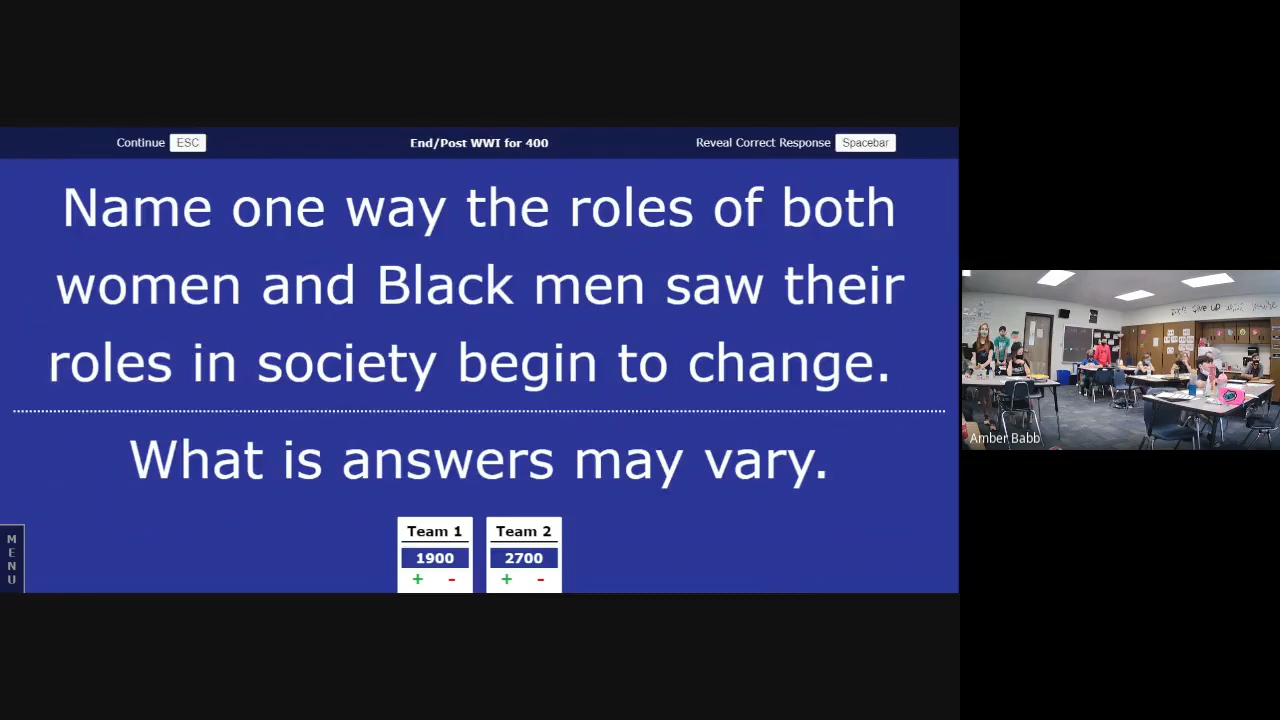 Continue ESC
End/Post WWI for 400
Reveal Correct Response Spacebar
Name one way the roles of both
women and Black men saw their
roles in society begin to change.
What is answers may vary.
Team 1
1900
+ -
Team 2
2700
+ -
MENU
Amber Babb